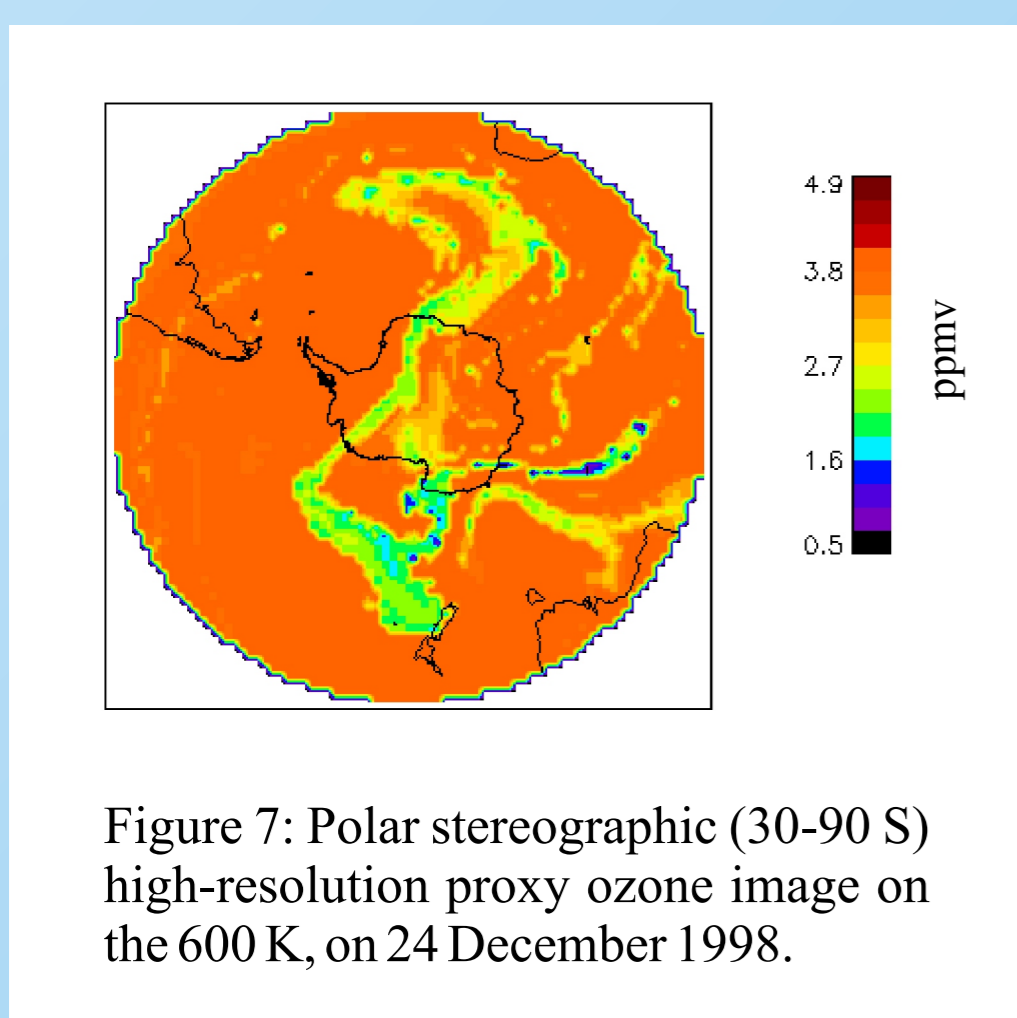 4.9
3.8
2.7
1.6
0.5
ppmv
Figure 7: Polar stereographic (30-90 S)
high-resolution proxy ozone image on
the 600 K, on 24 December 1998.